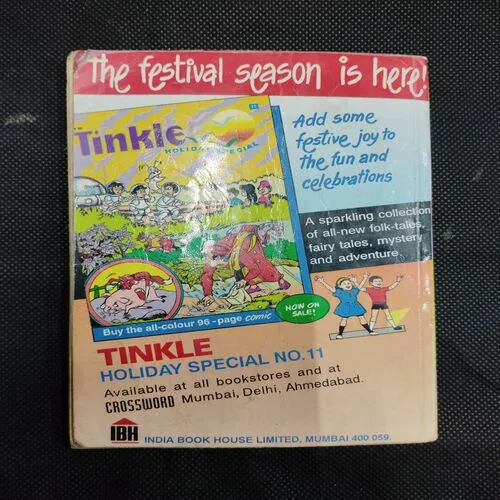 The festival season is here!
11
Tinkle
HOLIDAY SPECIAL
Add some
festive joy to
the fun and
celebrations
A sparkling collection
of all-new folk-tales,
fairy tales, mystery
and adventure.
NOW ON
SALE!
Buy the all-colour 96-page comic
TINKLE
HOLIDAY SPECIAL NO.11
Available at all bookstores and at
CROSSWORD Mumbai, Delhi, Ahmedabad.
IBH INDIA BOOK HOUSE LIMITED, MUMBAI 400 059.